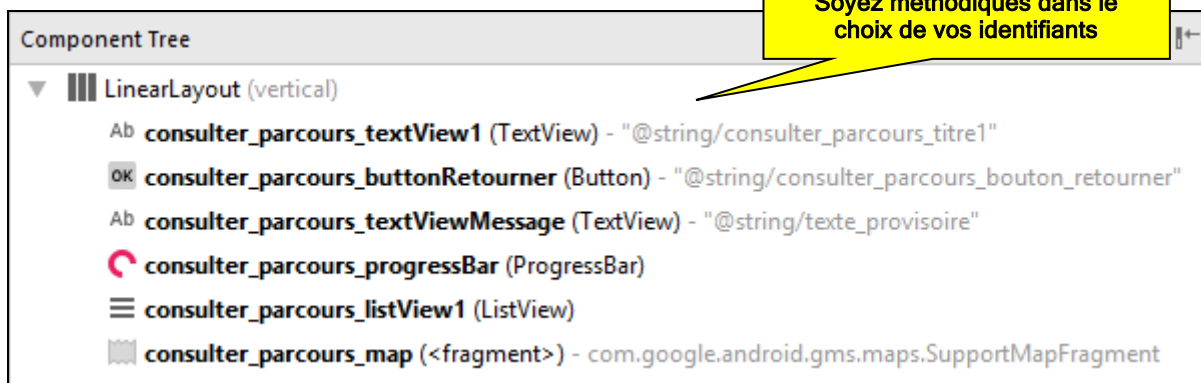 Soyez méthodiques dans le
choix de vos identifiants
Component Tree
LinearLayout (vertical)
Ab consulter_parcours_textView1 (TextView) - "@string/consulter_parcours_titre1"
OK consulter_parcours_buttonRetourner (Button) - "@string/consulter_parcours_bouton_retourner"
Ab consulter_parcours_textViewMessage (TextView) - "@string/texte_provisoire"
consulter_parcours_progressBar (ProgressBar)
consulter_parcours_listView1 (ListView)
consulter_parcours_map (<fragment>) - com.google.android.gms.maps.SupportMapFragment